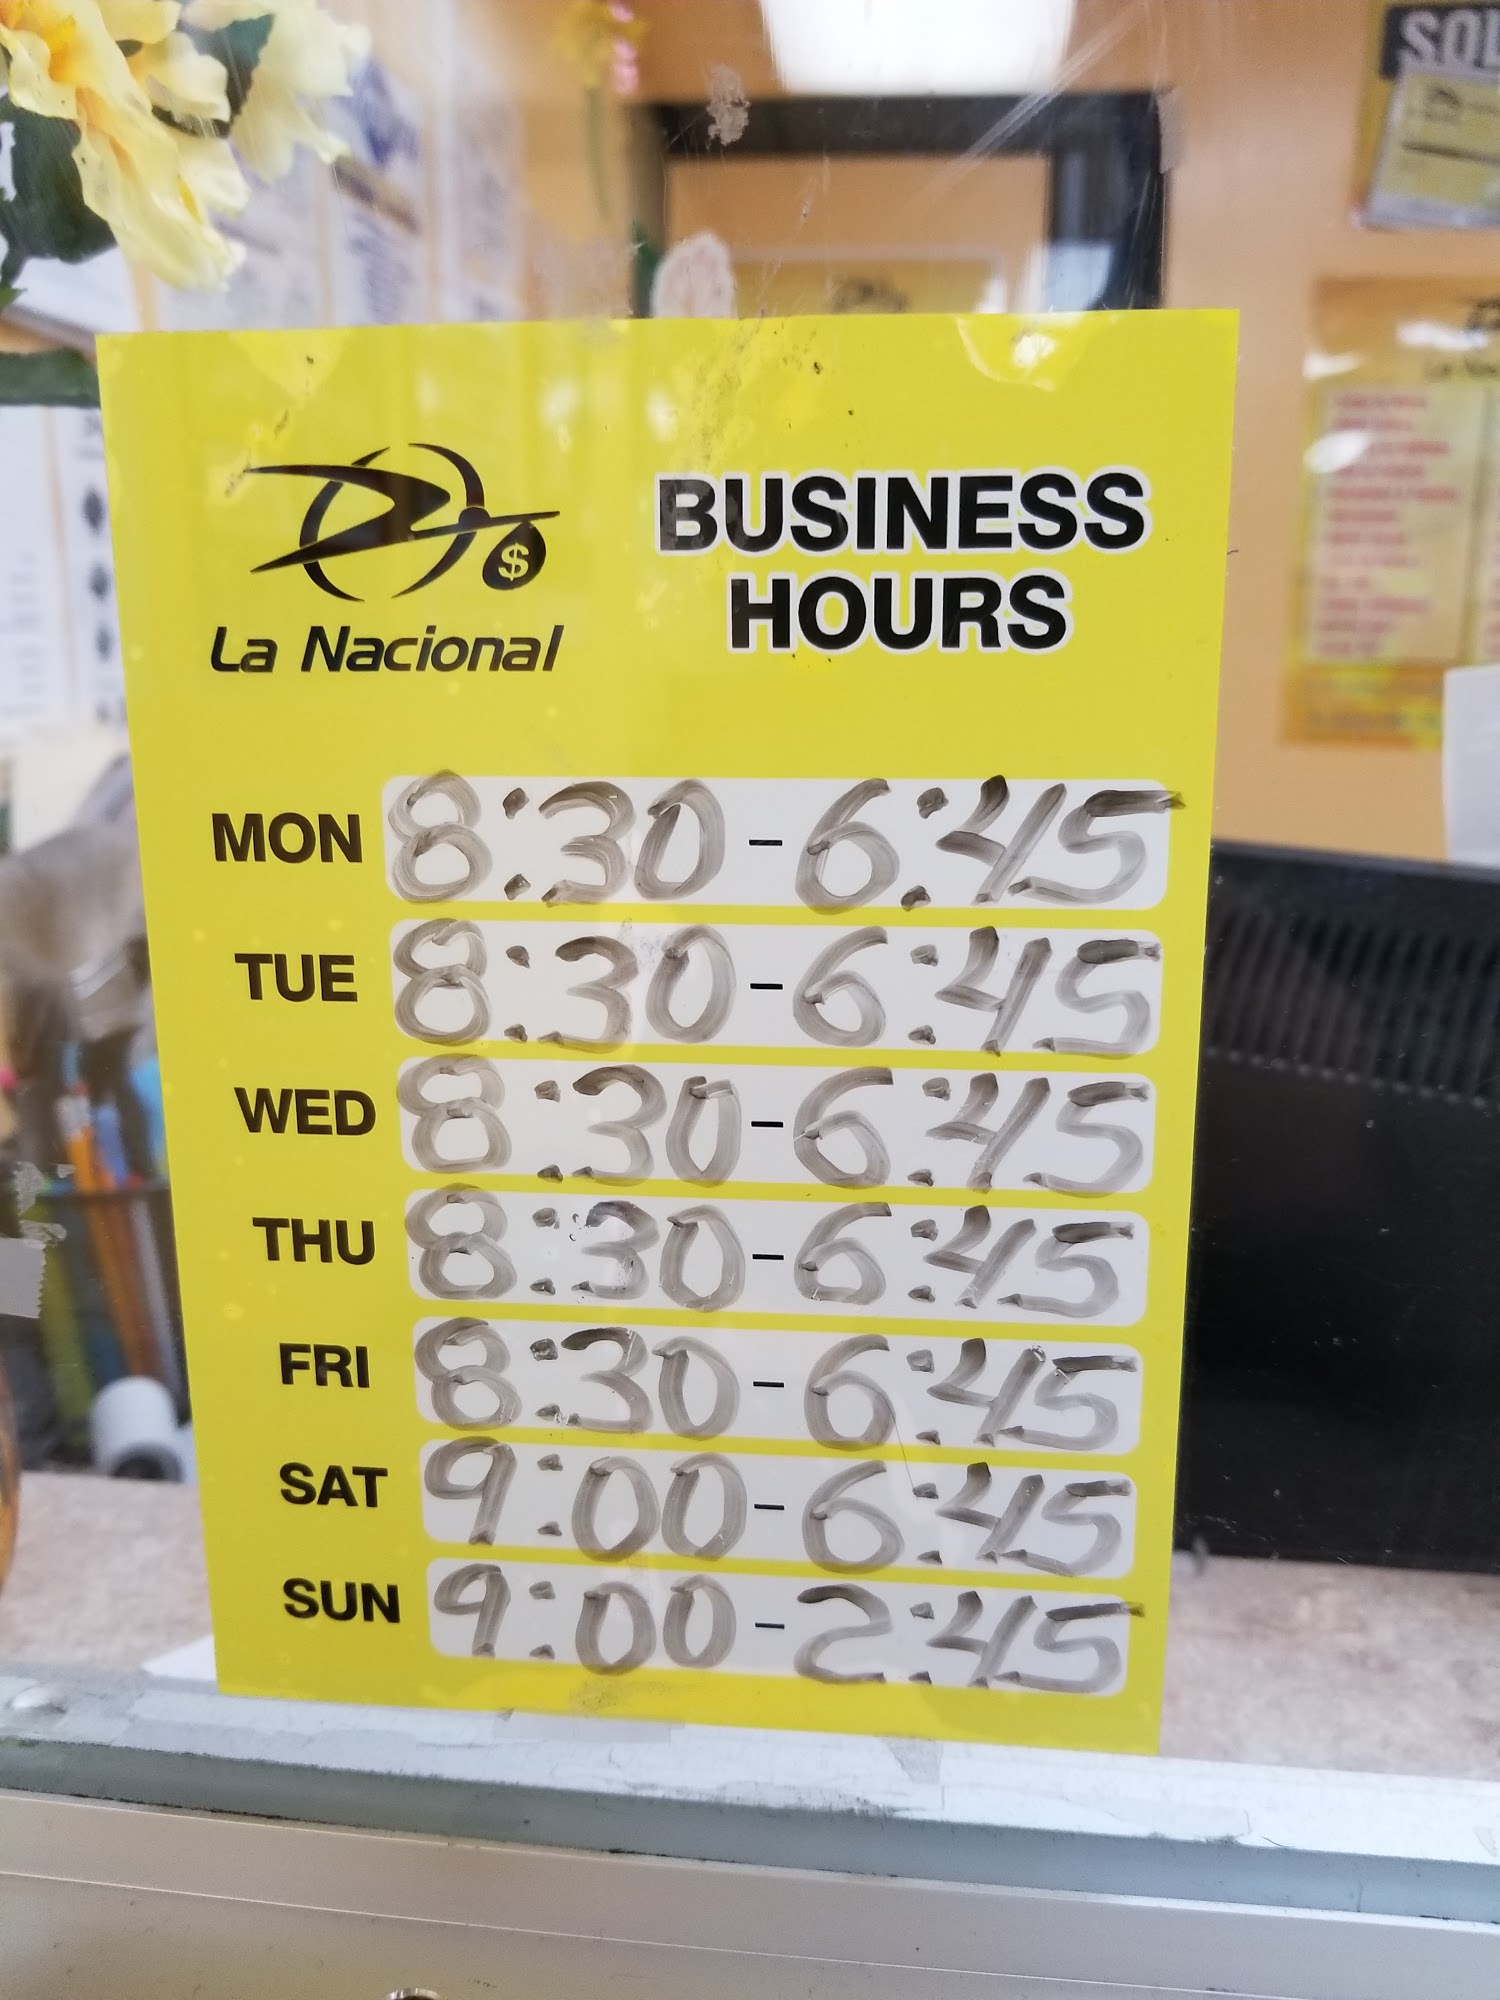 SOL
$
La Nacional
BUSINESS
HOURS
MON 8:30 - 6:45
TUE 8:30 - 6:45
WED 8:30 - 6:45
THU 8:30 - 6:45
FRI 8:30 - 6:45
SAT 9:00 - 6:45
SUN 9:00 - 2:45